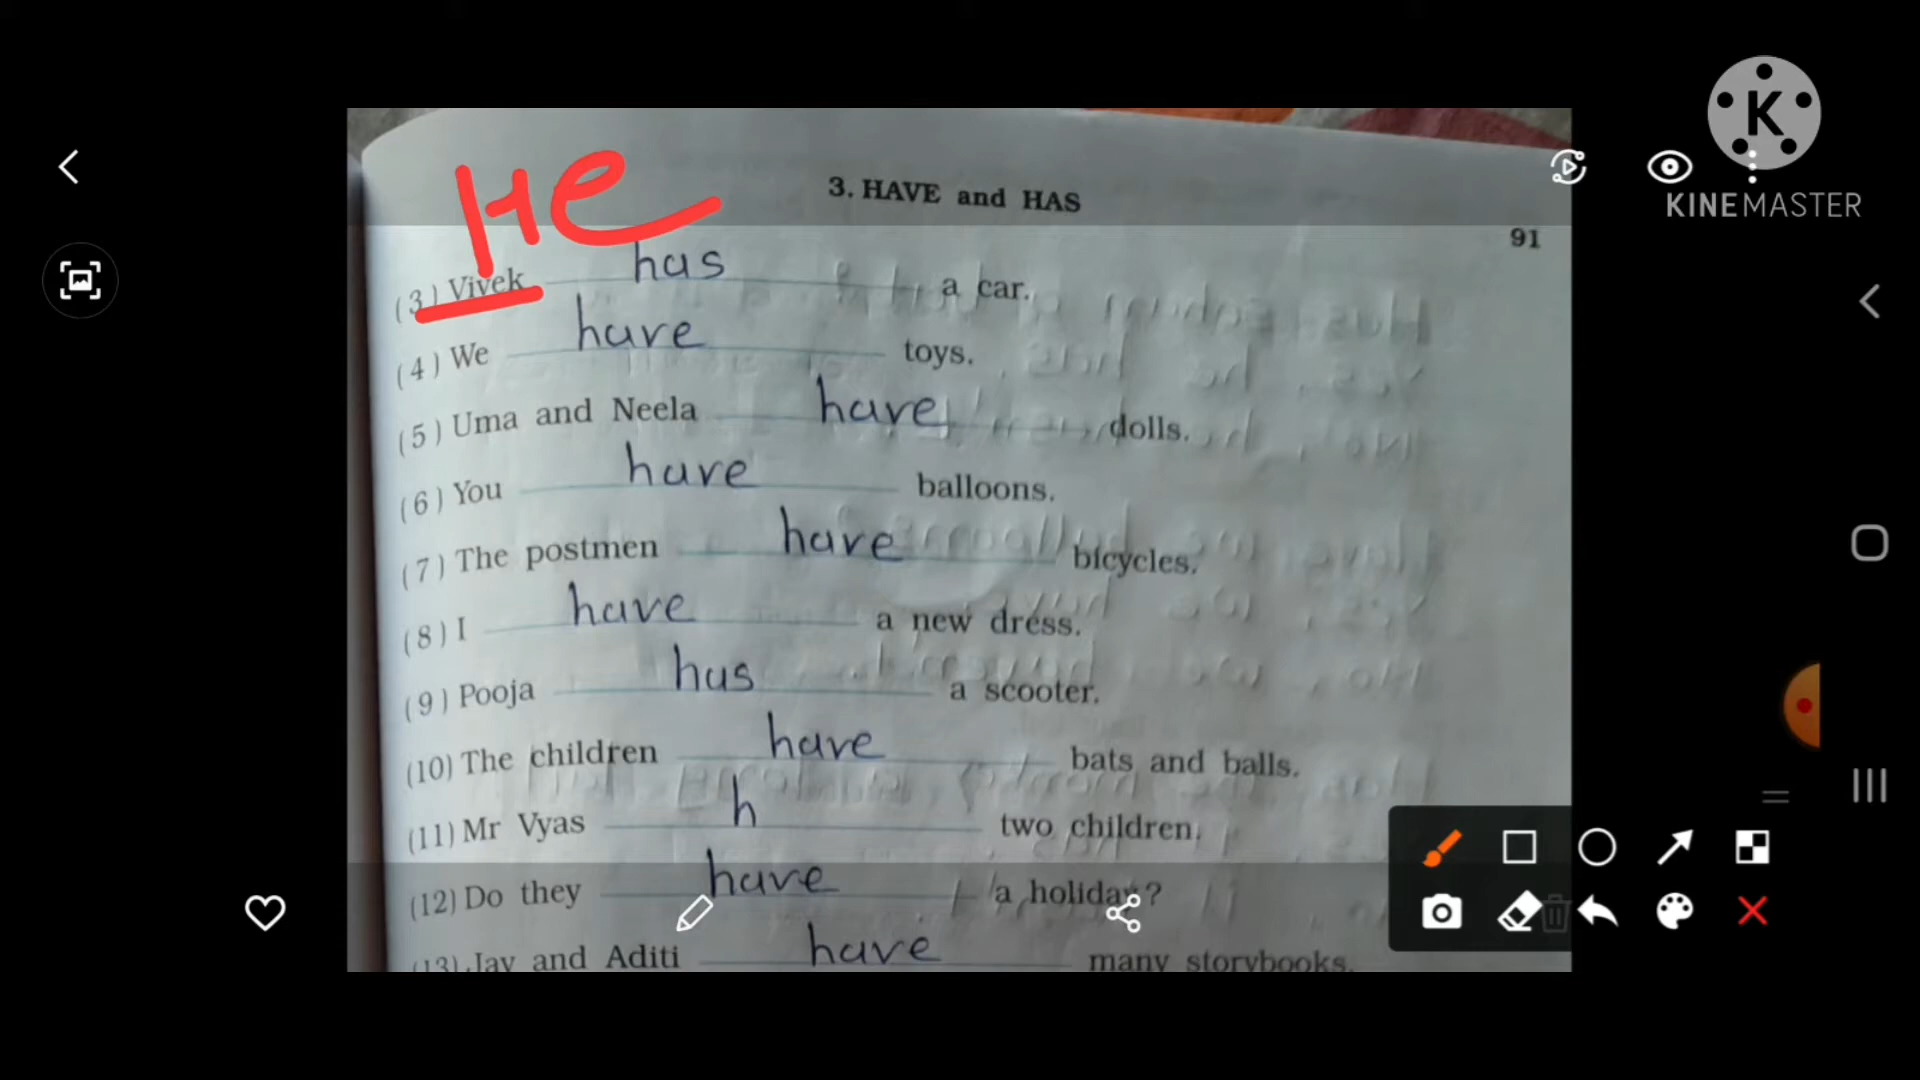 He
K
KINEMASTER
3. HAVE and HAS
91
(3) Vivek has a car.
(4) We have toys.
(5) Uma and Neela have dolls.
(6) You have balloons.
(7) The postmen have bicycles.
(8) I have a new dress.
(9) Pooja has a scooter.
(10) The children have bats and balls.
(11) Mr Vyas h two children.
(12) Do they have a holiday?
(13) Jay and Aditi have many storybooks.